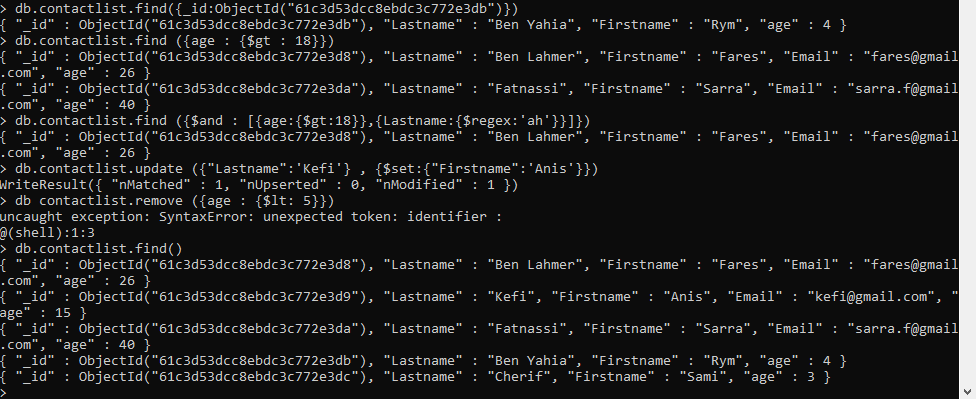 > db.contactlist.find({_id:ObjectId("61c3d53dcc8ebdc3c772e3db")})
{ "_id" : ObjectId("61c3d53dcc8ebdc3c772e3db"), "Lastname" : "Ben Yahia", "Firstname" : "Rym", "age" : 4 }
> db.contactlist.find ({age : {$gt : 18}})
{ "_id" : ObjectId("61c3d53dcc8ebdc3c772e3d8"), "Lastname" : "Ben Lahmer", "Firstname" : "Fares", "Email" : "fares@gmail
.com", "age" : 26 }
{ "_id" : ObjectId("61c3d53dcc8ebdc3c772e3da"), "Lastname" : "Fatnassi", "Firstname" : "Sarra", "Email" : "sarra.f@gmail
.com", "age" : 40 }
> db.contactlist.find ({$and : [{age:{$gt:18}},{Lastname:{$regex:'ah'}}]})
{ "_id" : ObjectId("61c3d53dcc8ebdc3c772e3d8"), "Lastname" : "Ben Lahmer", "Firstname" : "Fares", "Email" : "fares@gmail
.com", "age" : 26 }
> db.contactlist.update ({"Lastname":'Kefi'} , {$set:{"Firstname":'Anis'}})
WriteResult({ "nMatched" : 1, "nUpserted" : 0, "nModified" : 1 })
> db contactlist.remove ({age : {$lt: 5}})
uncaught exception: SyntaxError: unexpected token: identifier :
@(shell):1:3
> db.contactlist.find()
{ "_id" : ObjectId("61c3d53dcc8ebdc3c772e3d8"), "Lastname" : "Ben Lahmer", "Firstname" : "Fares", "Email" : "fares@gmail
.com", "age" : 26 }
{ "_id" : ObjectId("61c3d53dcc8ebdc3c772e3d9"), "Lastname" : "Kefi", "Firstname" : "Anis", "Email" : "kefi@gmail.com", "
age" : 15 }
{ "_id" : ObjectId("61c3d53dcc8ebdc3c772e3da"), "Lastname" : "Fatnassi", "Firstname" : "Sarra", "Email" : "sarra.f@gmail
.com", "age" : 40 }
{ "_id" : ObjectId("61c3d53dcc8ebdc3c772e3db"), "Lastname" : "Ben Yahia", "Firstname" : "Rym", "age" : 4 }
{ "_id" : ObjectId("61c3d53dcc8ebdc3c772e3dc"), "Lastname" : "Cherif", "Firstname" : "Sami", "age" : 3 }
>